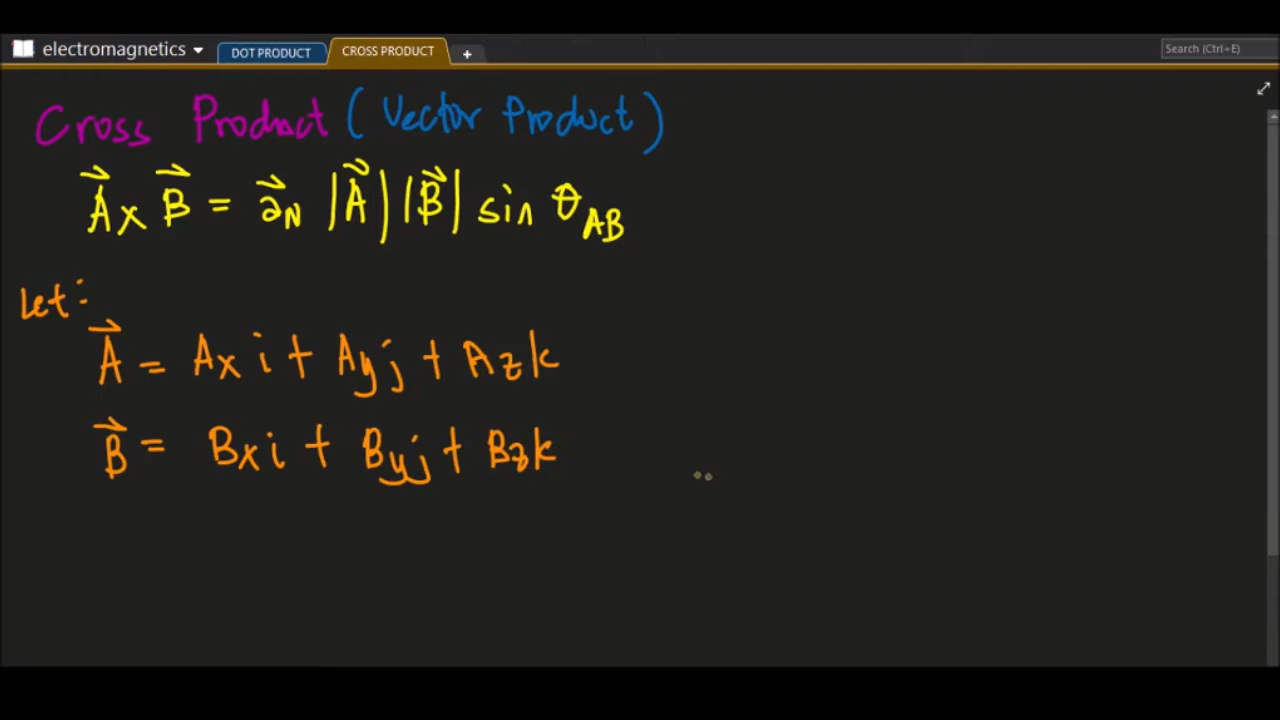 electromagnetics DOT PRODUCT CROSS PRODUCT + Search (Ctrl+E)
Cross Product (Vector Product)
A⃗ x B⃗ = a⃗N |A⃗| |B⃗| sin θAB
Let:
A⃗ = Ax i + Ay j + Az k
B⃗ = Bx i + By j + Bz k